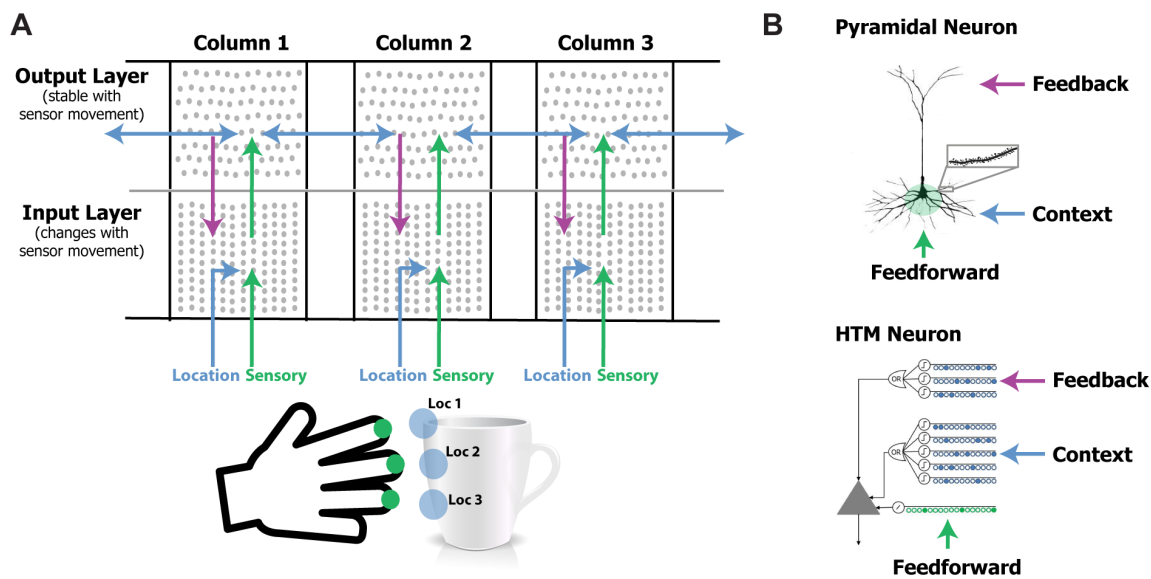 A
Column 1
Column 2
Column 3
Output Layer
(stable with
sensor movement)
Input Layer
(changes with
sensor movement)
Location Sensory
Location Sensory
Location Sensory
Loc 1
Loc 2
Loc 3
B
Pyramidal Neuron
Feedback
Context
Feedforward
HTM Neuron
OR
Feedback
OR
Context
Feedforward